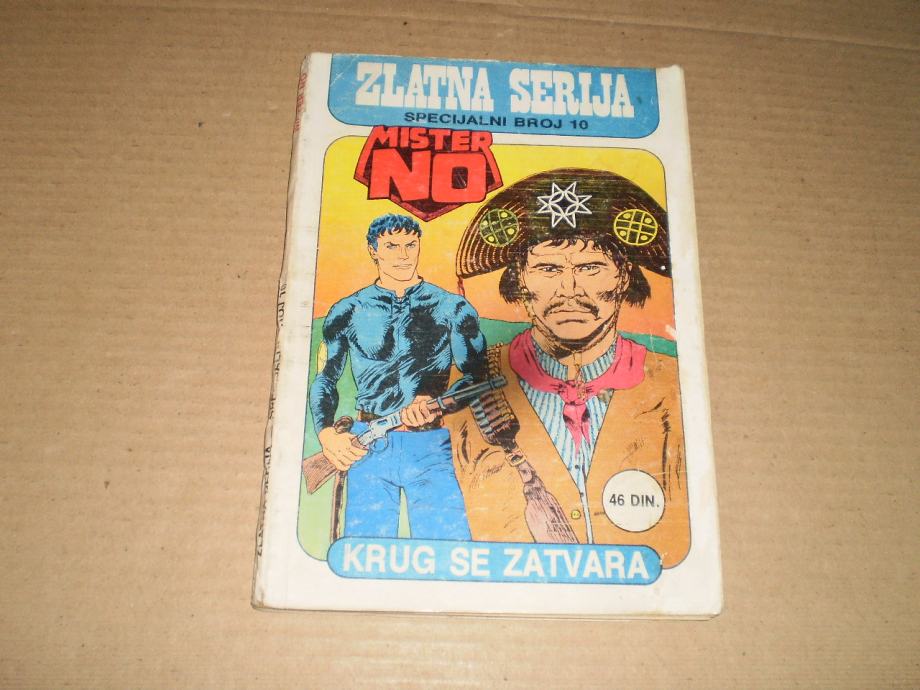 ZLATNA SERIJA
SPECIJALNI BROJ 10
MISTER
NO
46 DIN.
KRUG SE ZATVARA